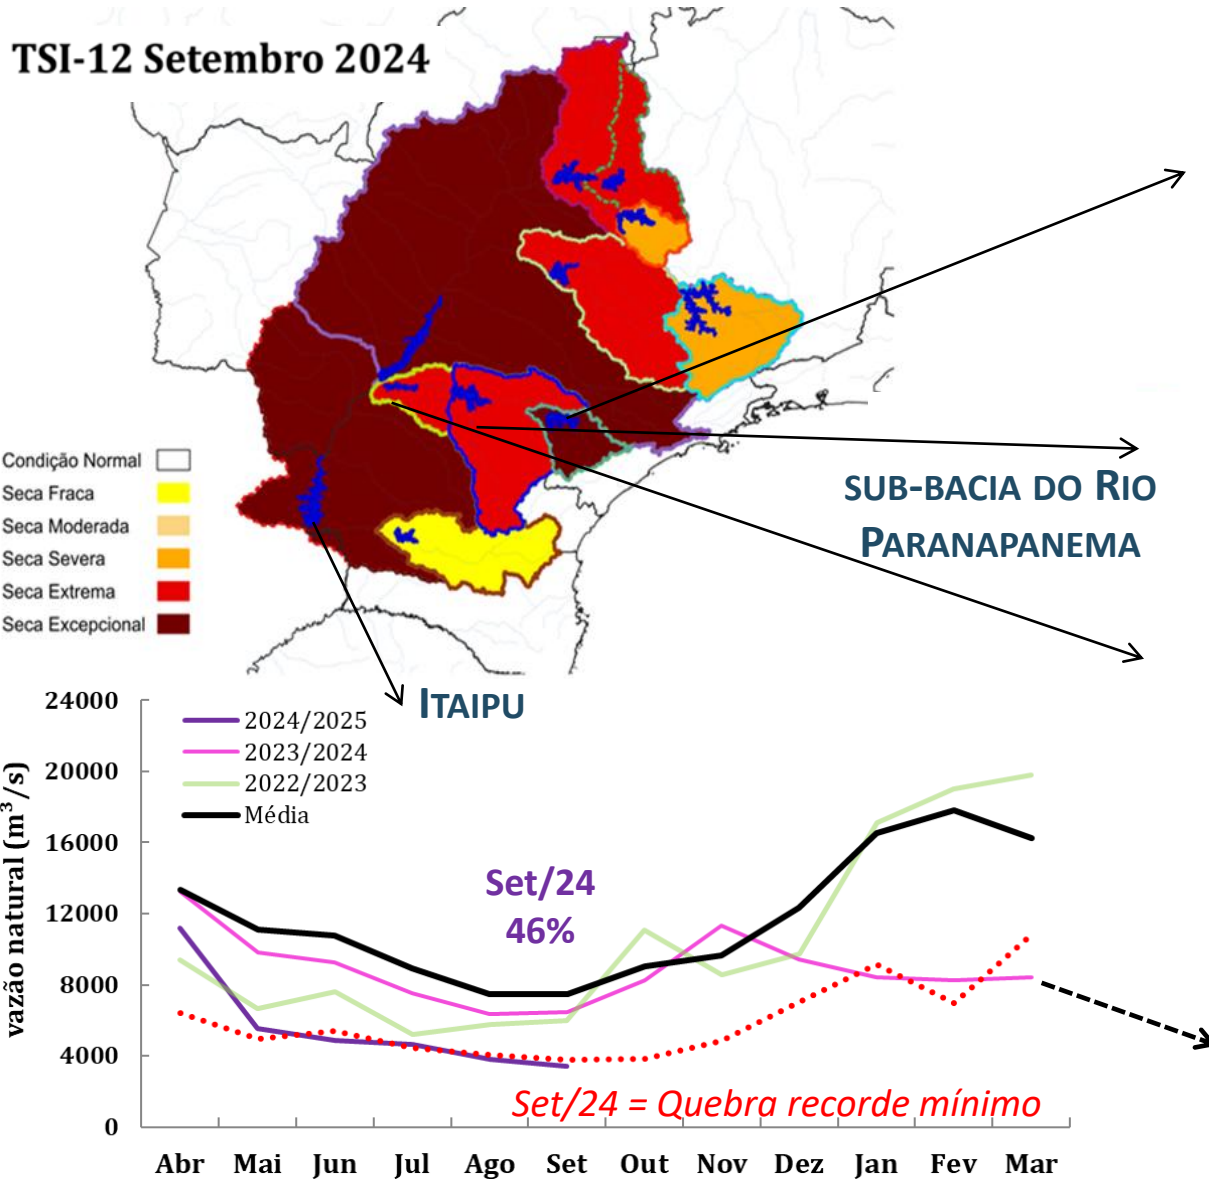 TSI-12 Setembro 2024
Condição Normal
Seca Fraca
Seca Moderada
Seca Severa
Seca Extrema
Seca Excepcional
SUB-BACIA DO RIO
PARANAPANEMA
ITAIPU
24000
20000
16000
12000
8000
4000
0
vazão natural (m³/s)
2024/2025
2023/2024
2022/2023
Média
Set/24
46%
Set/24 = Quebra recorde mínimo
Abr Mai Jun Jul Ago Set Out Nov Dez Jan Fev Mar